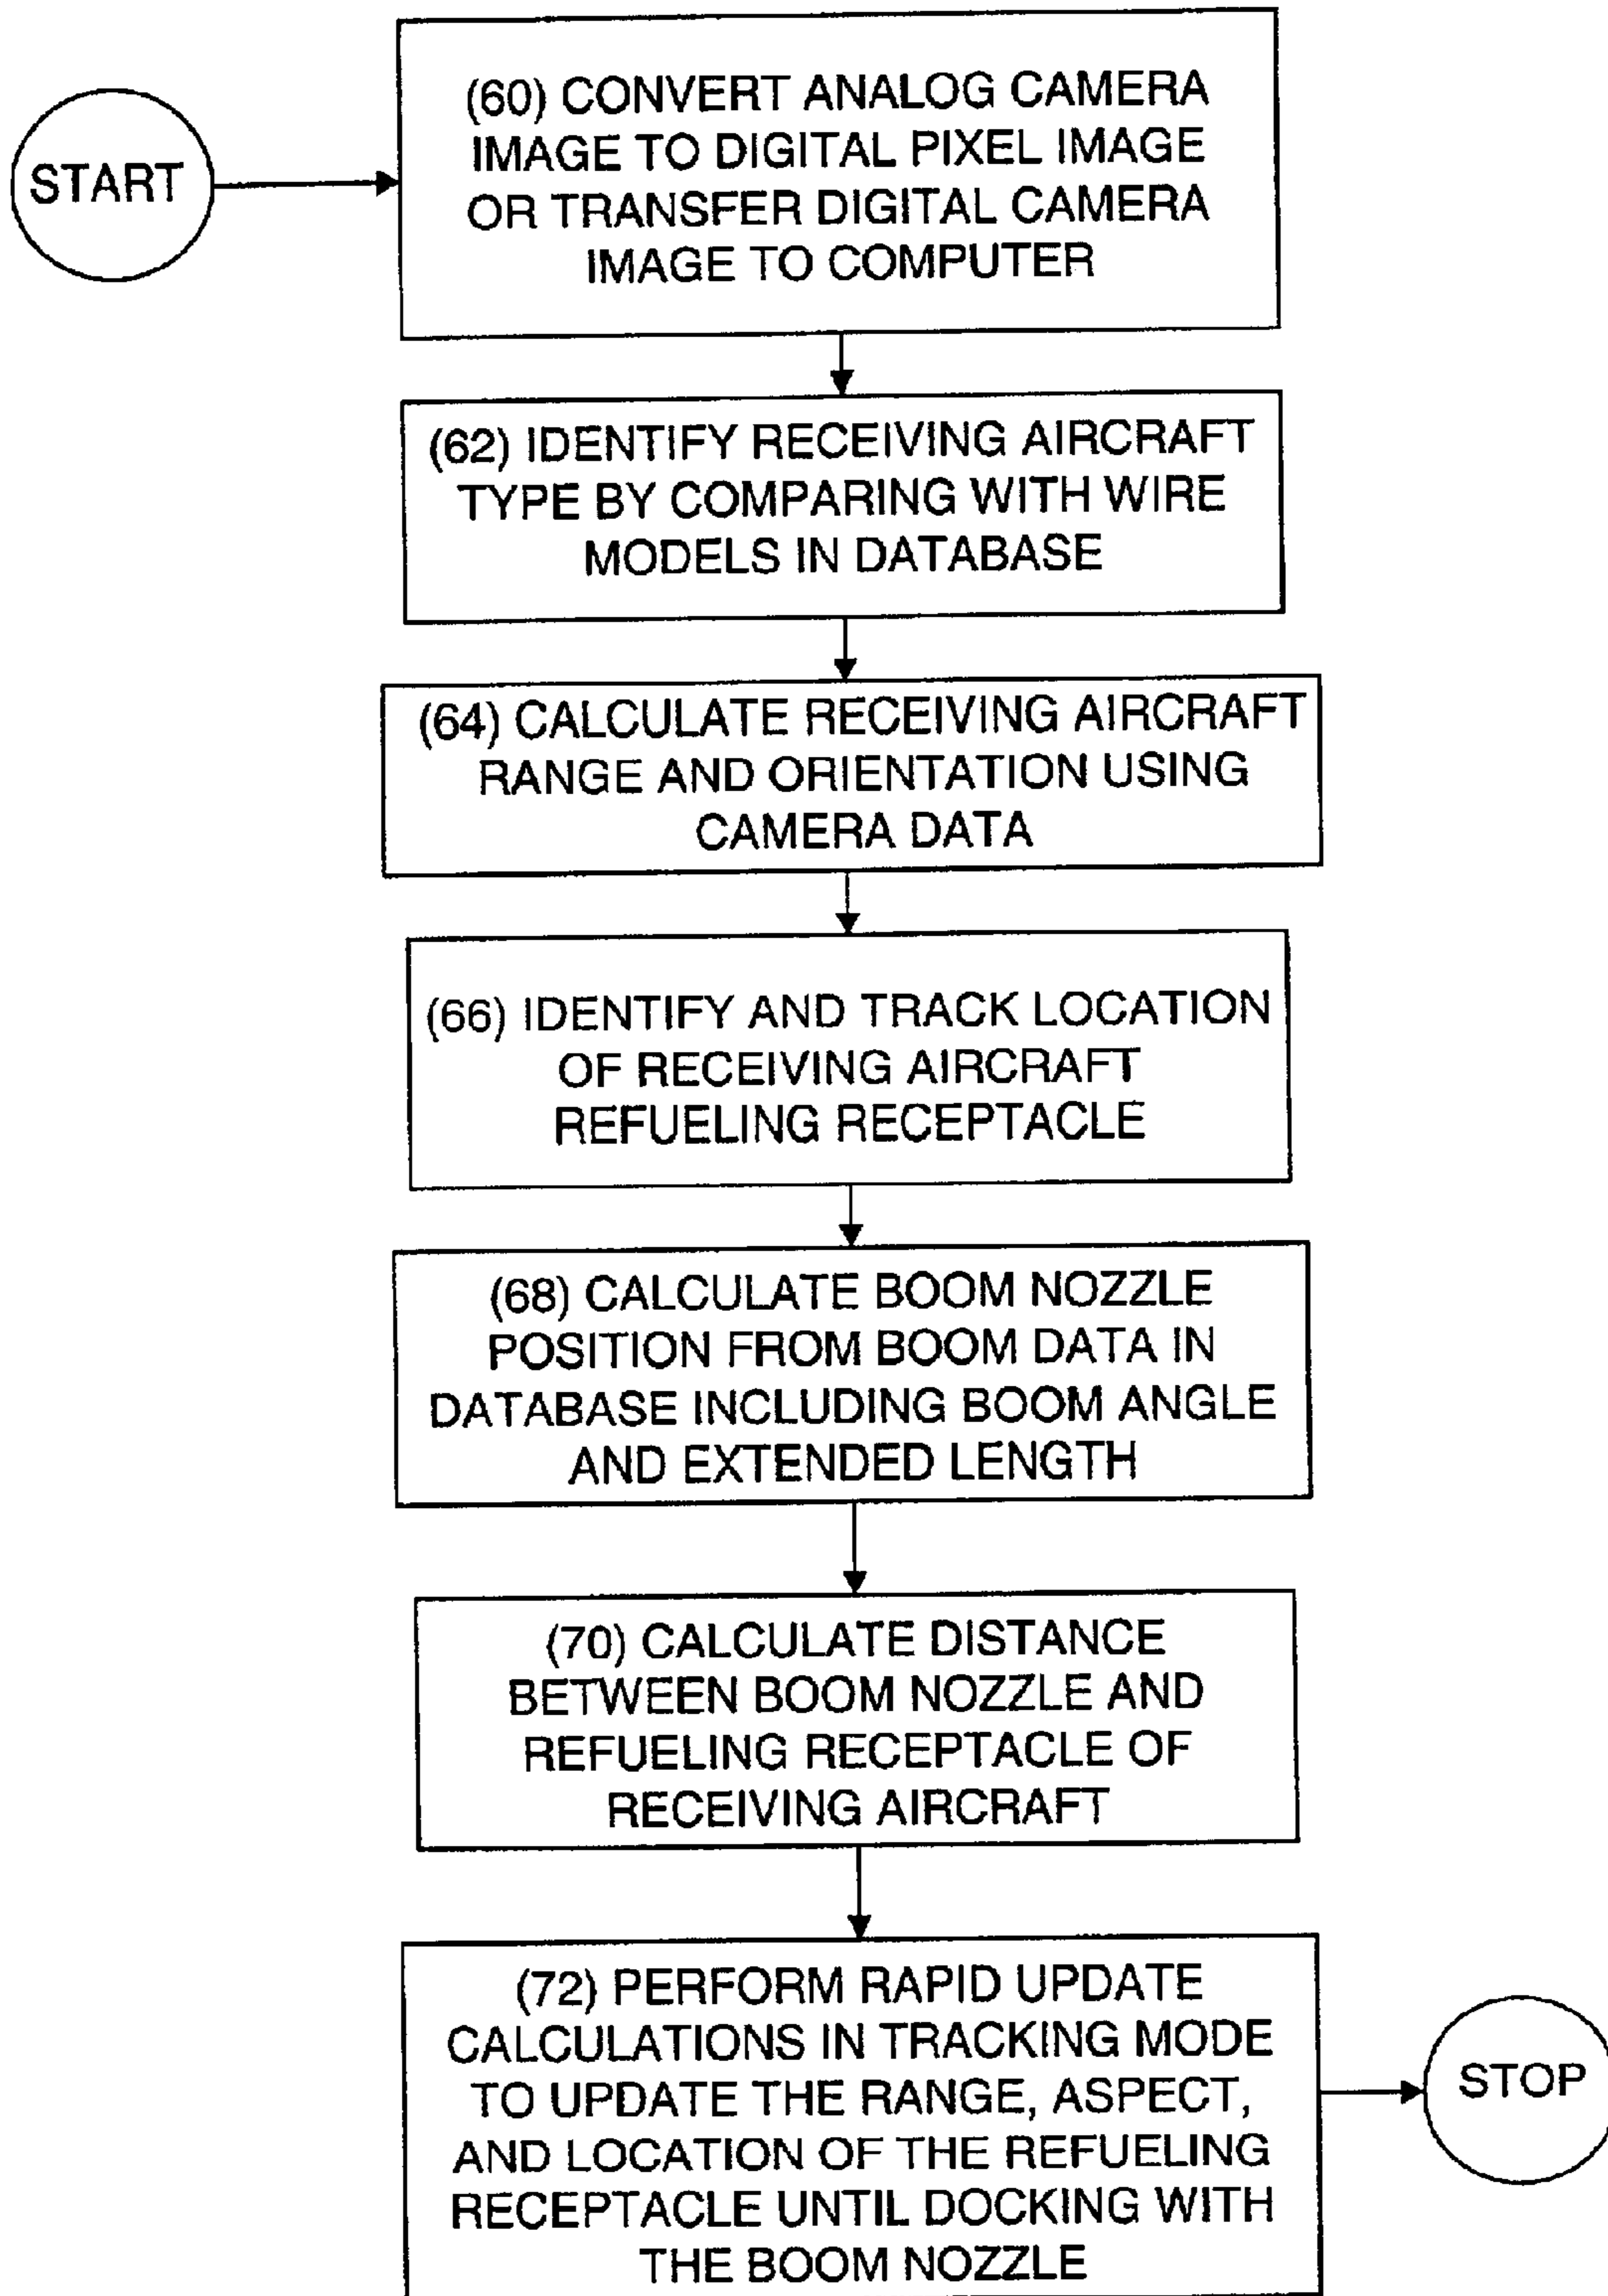 START
(60) CONVERT ANALOG CAMERA
IMAGE TO DIGITAL PIXEL IMAGE
OR TRANSFER DIGITAL CAMERA
IMAGE TO COMPUTER
(62) IDENTIFY RECEIVING AIRCRAFT
TYPE BY COMPARING WITH WIRE
MODELS IN DATABASE
(64) CALCULATE RECEIVING AIRCRAFT
RANGE AND ORIENTATION USING
CAMERA DATA
(66) IDENTIFY AND TRACK LOCATION
OF RECEIVING AIRCRAFT
REFUELING RECEPTACLE
(68) CALCULATE BOOM NOZZLE
POSITION FROM BOOM DATA IN
DATABASE INCLUDING BOOM ANGLE
AND EXTENDED LENGTH
(70) CALCULATE DISTANCE
BETWEEN BOOM NOZZLE AND
REFUELING RECEPTACLE OF
RECEIVING AIRCRAFT
(72) PERFORM RAPID UPDATE
CALCULATIONS IN TRACKING MODE
TO UPDATE THE RANGE, ASPECT,
AND LOCATION OF THE REFUELING
RECEPTACLE UNTIL DOCKING WITH
THE BOOM NOZZLE
STOP